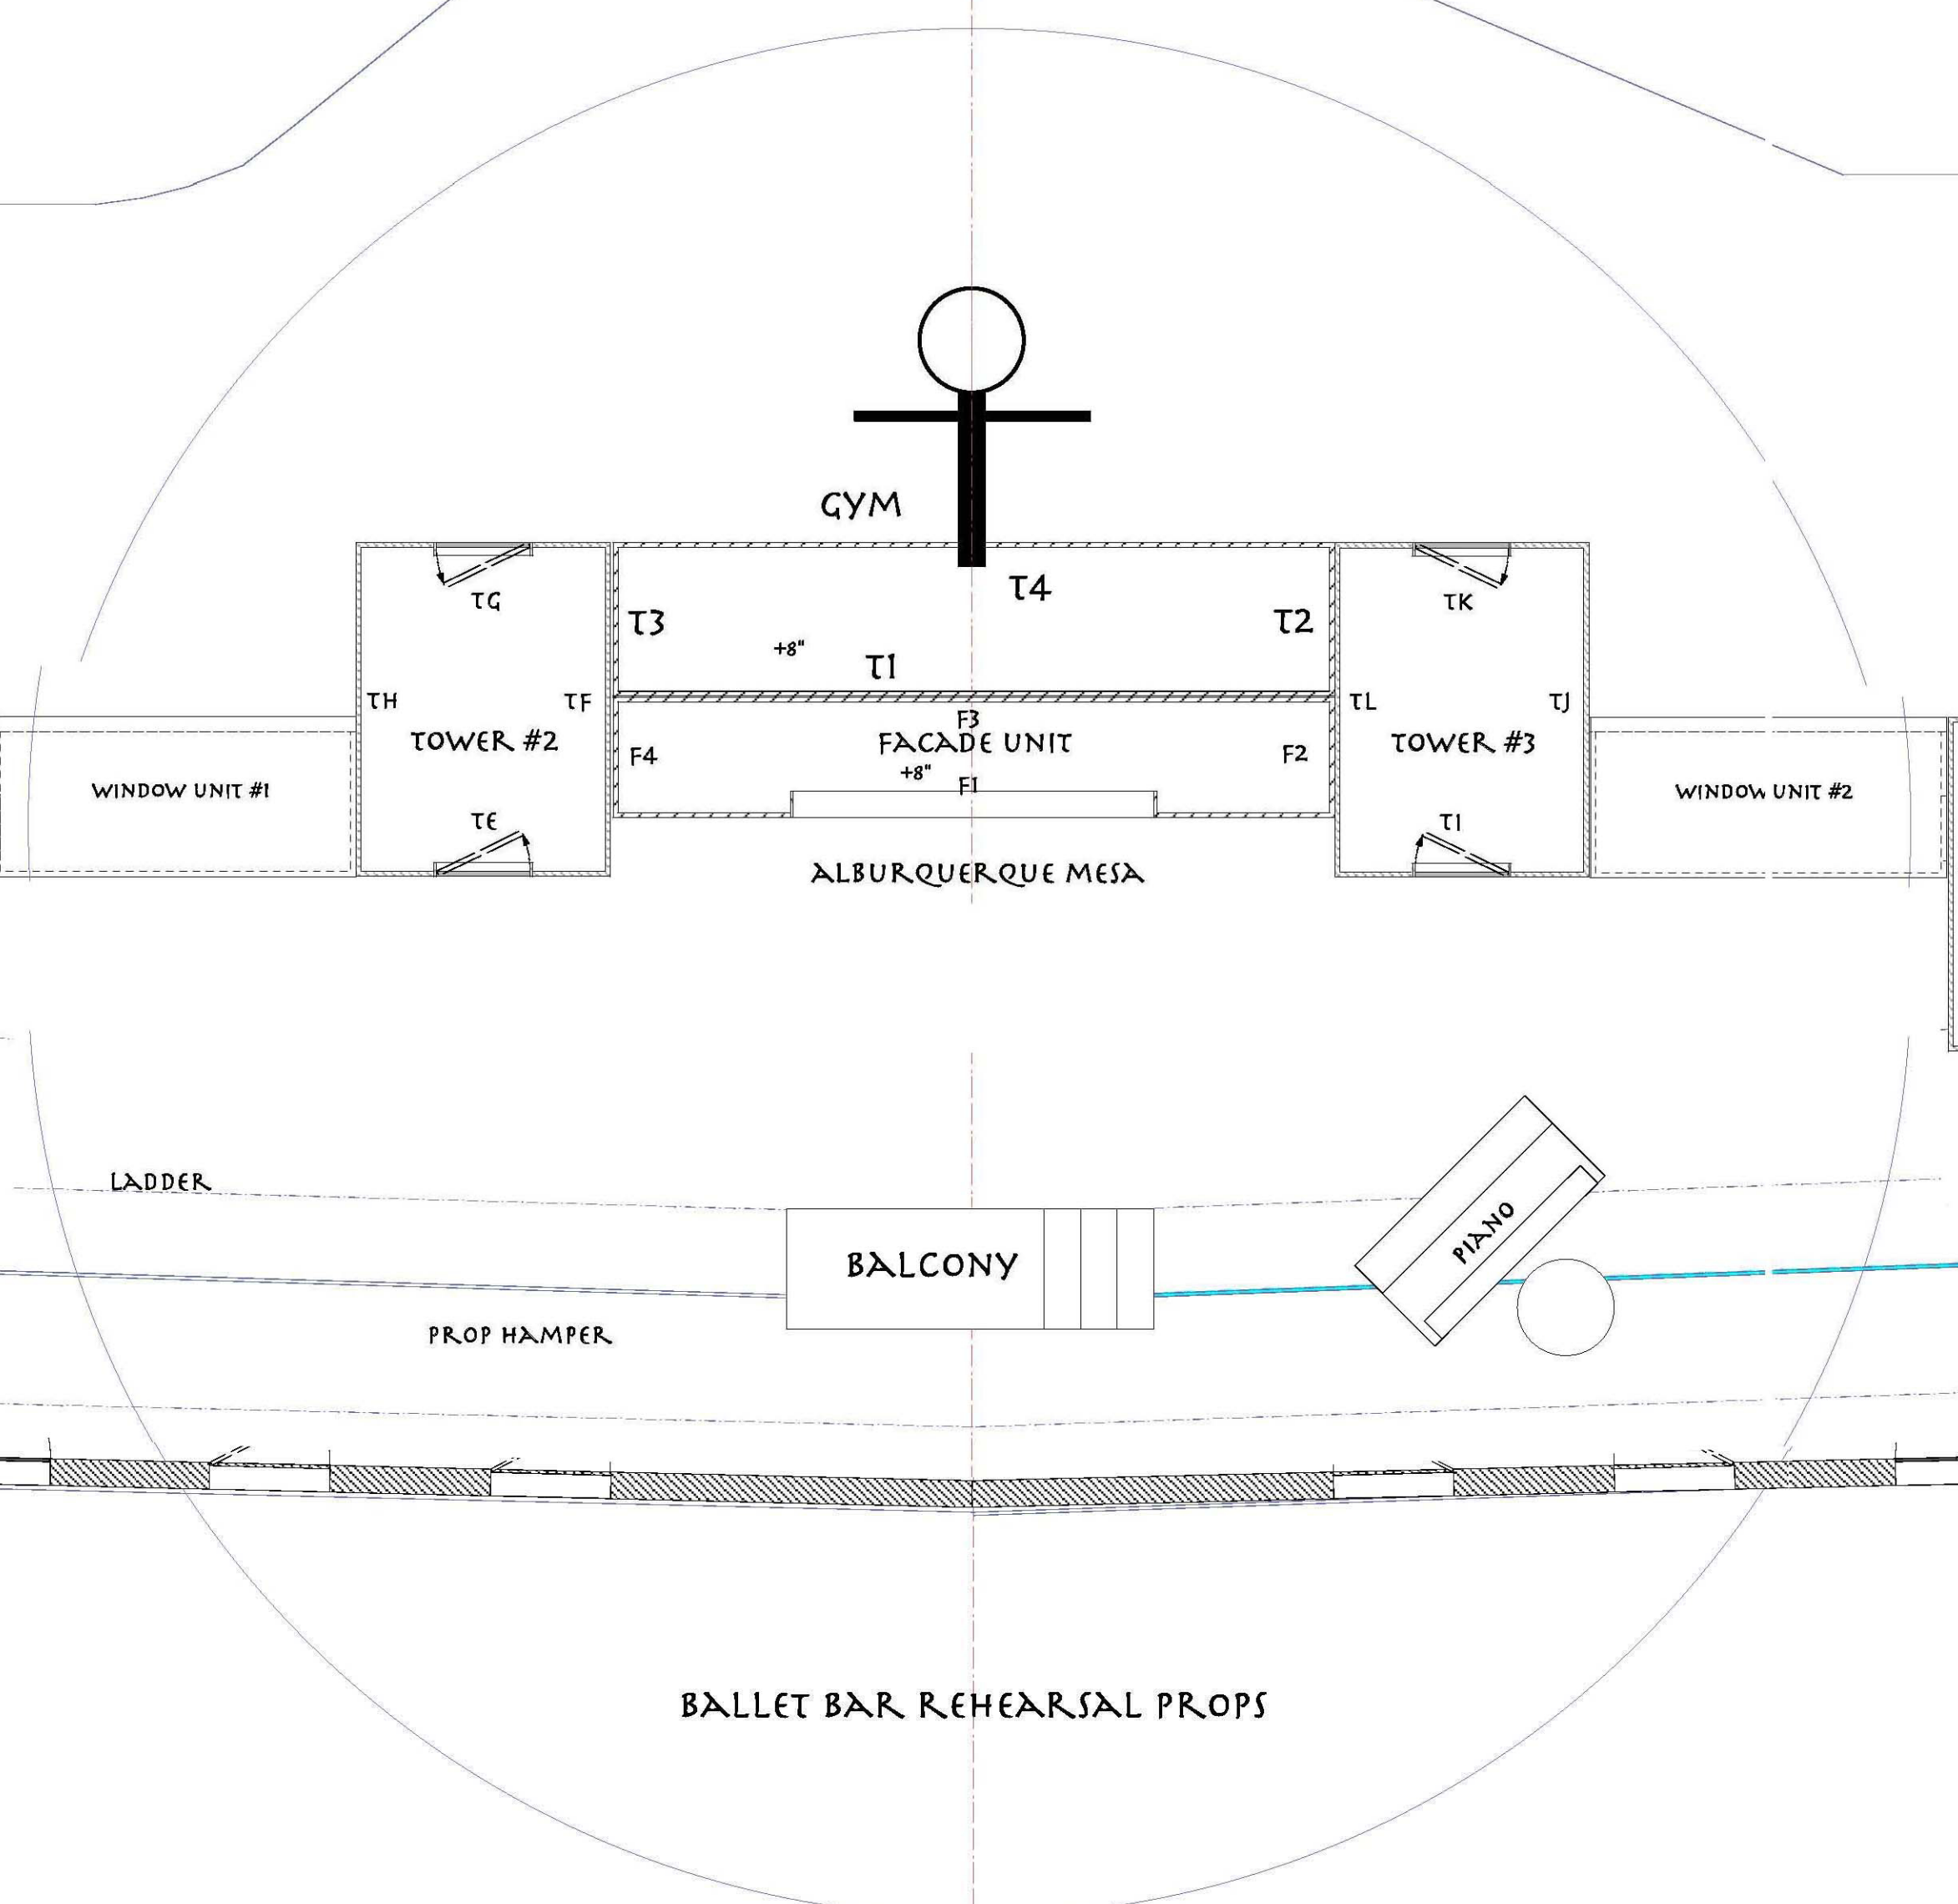 GYM
T4
TG
TK
T3
T2
+8"
T1
TH
TF
TL
TJ
F3
TOWER #2
FACADE UNIT
TOWER #3
F4
F2
+8"
F1
WINDOW UNIT #1
WINDOW UNIT #2
TE
TI
ALBURQUERQUE MESA
LADDER
PIANO
BALCONY
PROP HAMPER
BALLET BAR REHEARSAL PROPS